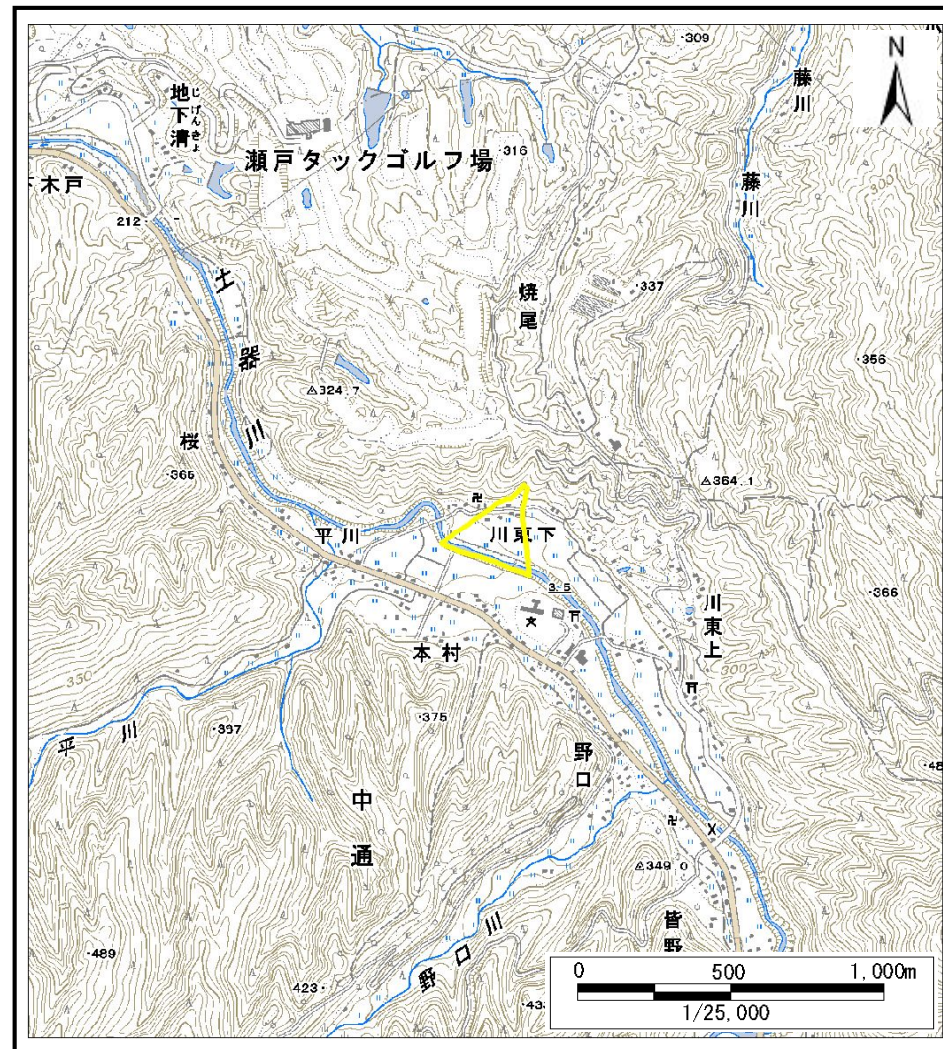 ・309
N
藤川
地下清
じげんきょ
・316
瀬戸タックゴルフ場
木戸
藤川
212・
土器川
焼尾
・337
・356
△324.7
桜
・365
△364.1
平川
川東下
3.5
・366
川東上
本村
300
350
・375
平川
・397
野口
中通
△349.0
皆野
・489
野口川
423・
0 500 1,000m
1/25,000